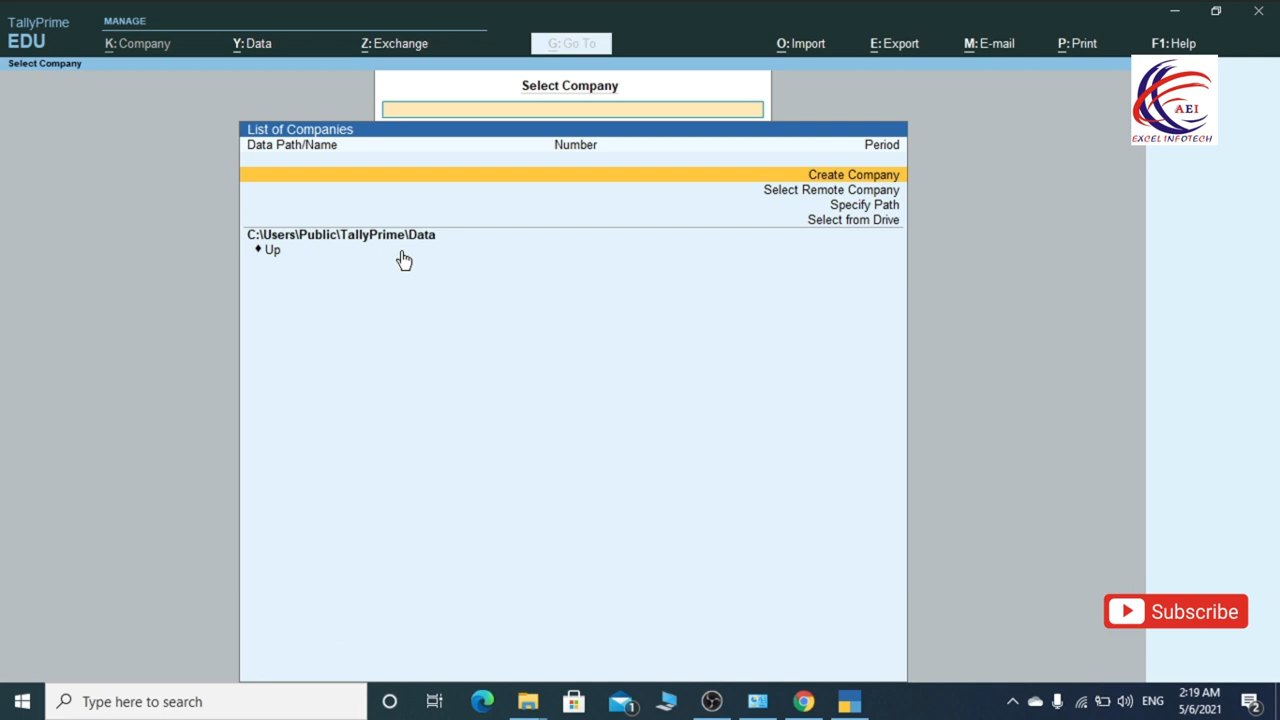 TallyPrime
EDU
MANAGE
K: Company
Y: Data
Z: Exchange
G: Go To
O: Import
E: Export
M: E-mail
P: Print
F1: Help
Select Company
Select Company
AEI
EXCEL INFOTECH
List of Companies
Data Path/Name
Number
Period
Create Company
Select Remote Company
Specify Path
Select from Drive
C:\Users\Public\TallyPrime\Data
♦ Up
Subscribe
Type here to search
1
ENG
2:19 AM
5/6/2021
2